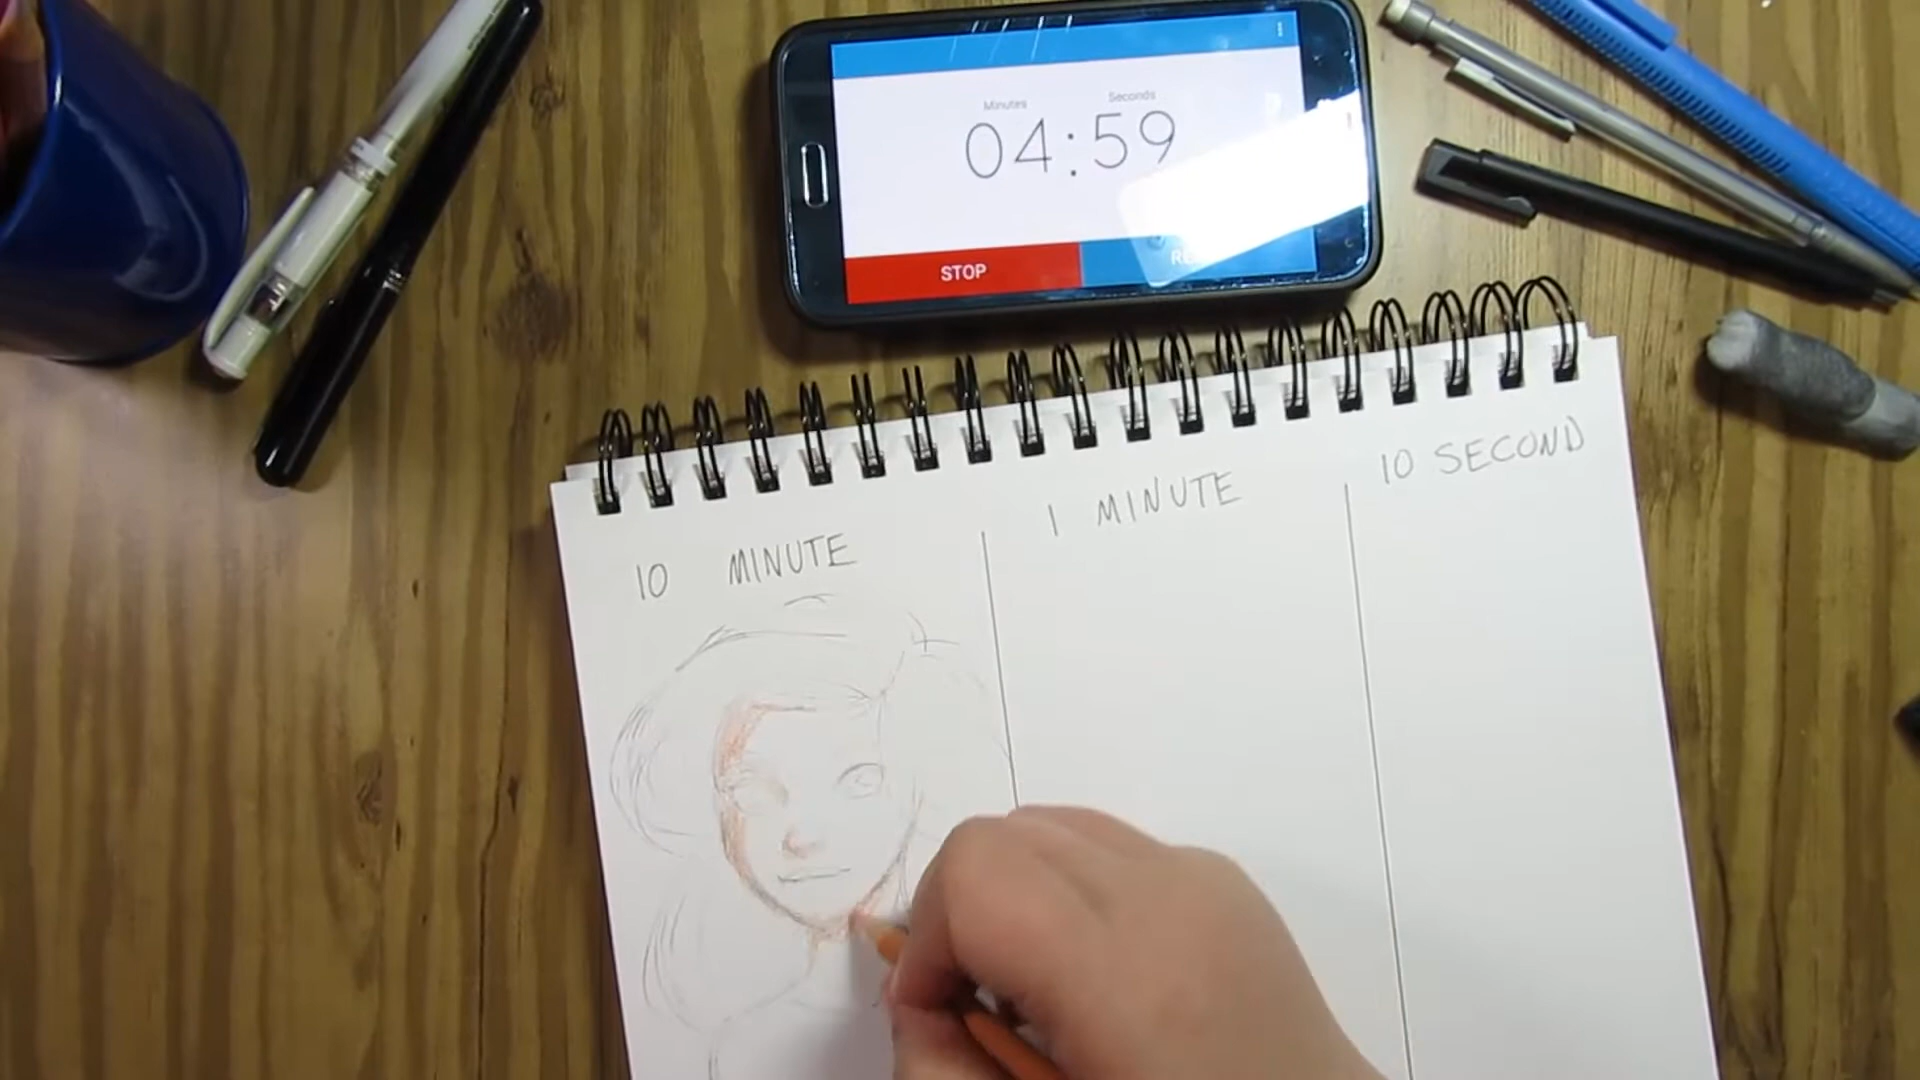 Minutes Seconds
04:59
STOP
10 MINUTE
1 MINUTE
10 SECOND